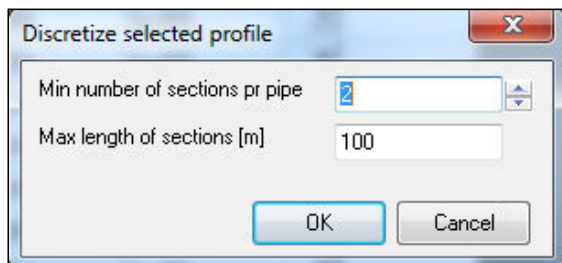 Discretize selected profile
Min number of sections pr pipe 2
Max length of sections [m] 100
OK Cancel